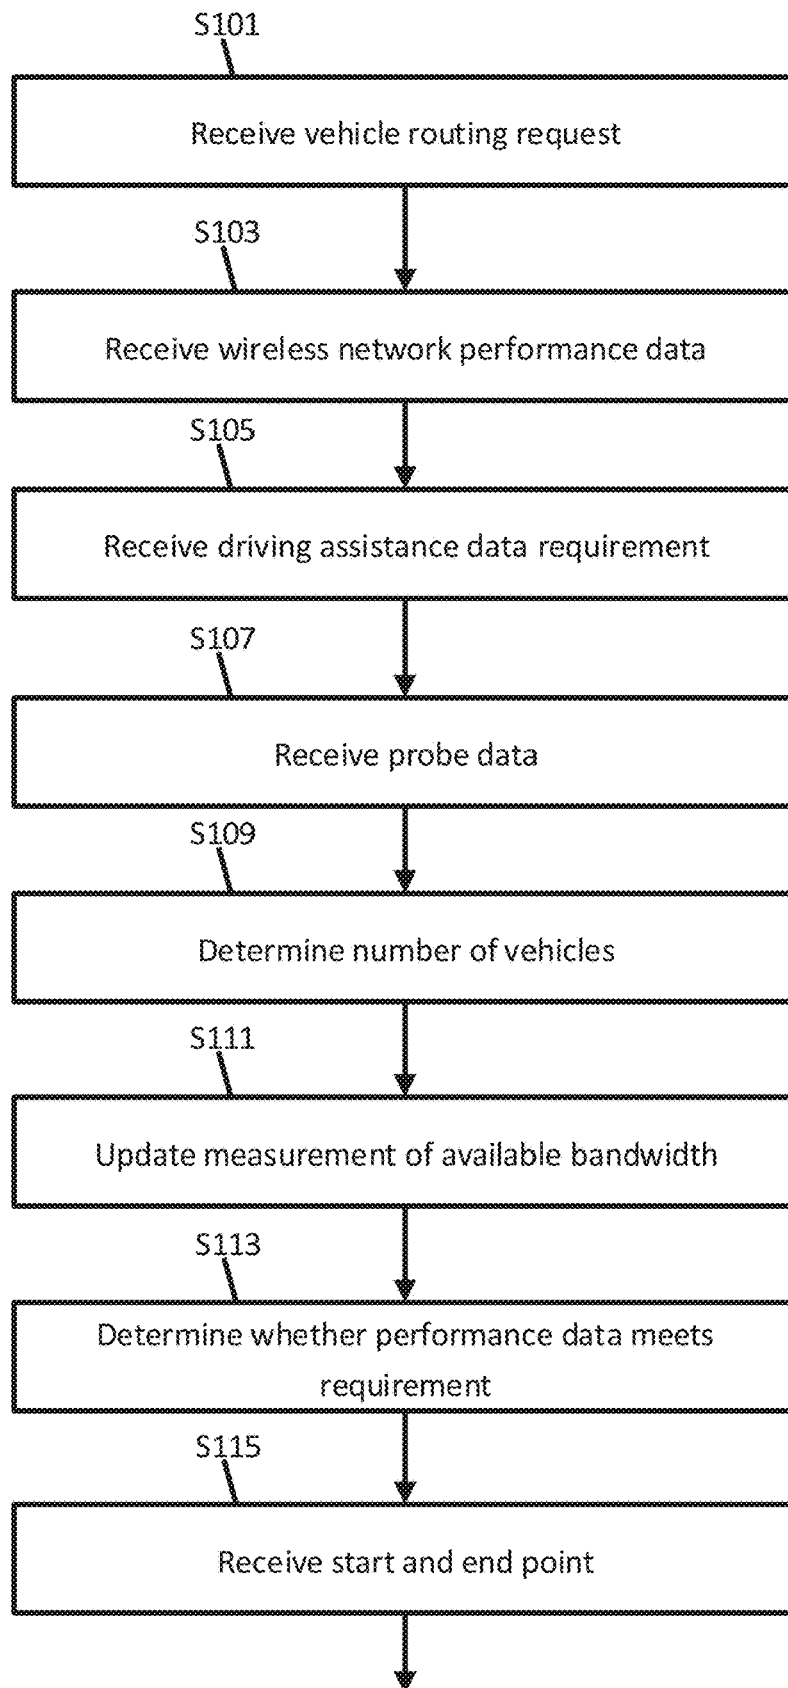 S101
Receive vehicle routing request
S103
Receive wireless network performance data
S105
Receive driving assistance data requirement
S107
Receive probe data
S109
Determine number of vehicles
S111
Update measurement of available bandwidth
S113
Determine whether performance data meets
requirement
S115
Receive start and end point